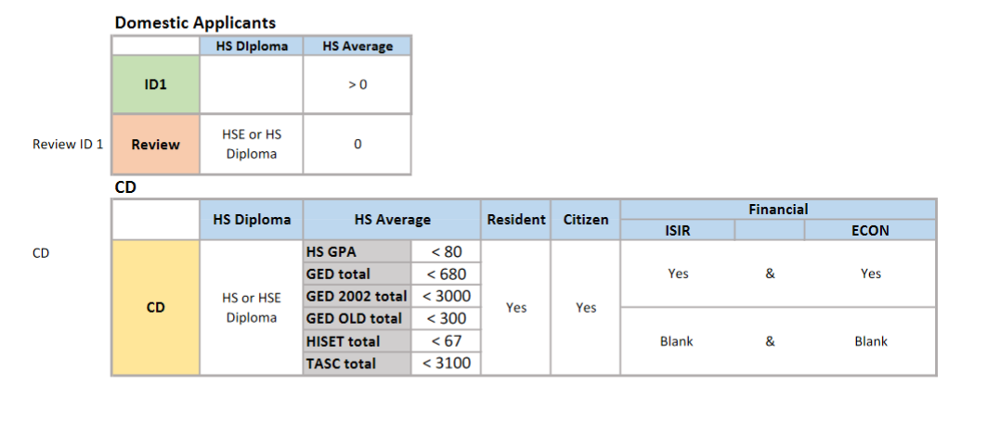 Domestic Applicants
HS DIploma HS Average
ID1 > 0
Review ID 1 Review HSE or HS Diploma 0
CD
HS Diploma HS Average Resident Citizen Financial
ISIR ECON
CD CD HS or HSE Diploma
HS GPA < 80
GED total < 680
GED 2002 total < 3000
GED OLD total < 300
HISET total < 67
TASC total < 3100
Yes Yes
Yes & Yes
Blank & Blank